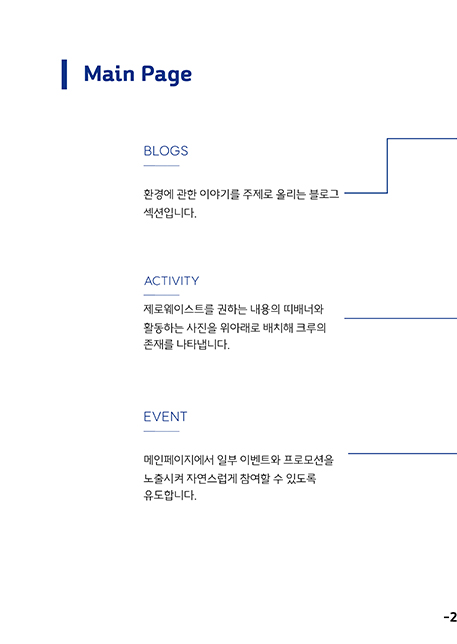 Main Page
BLOGS
환경에 관한 이야기를 주제로 올리는 블로그
섹션입니다.
ACTIVITY
제로웨이스트를 권하는 내용의 띠배너와
활동하는 사진을 위아래로 배치해 크루의
존재를 나타냅니다.
EVENT
메인페이지에서 일부 이벤트와 프로모션을
노출시켜 자연스럽게 참여할 수 있도록
유도합니다.
-2